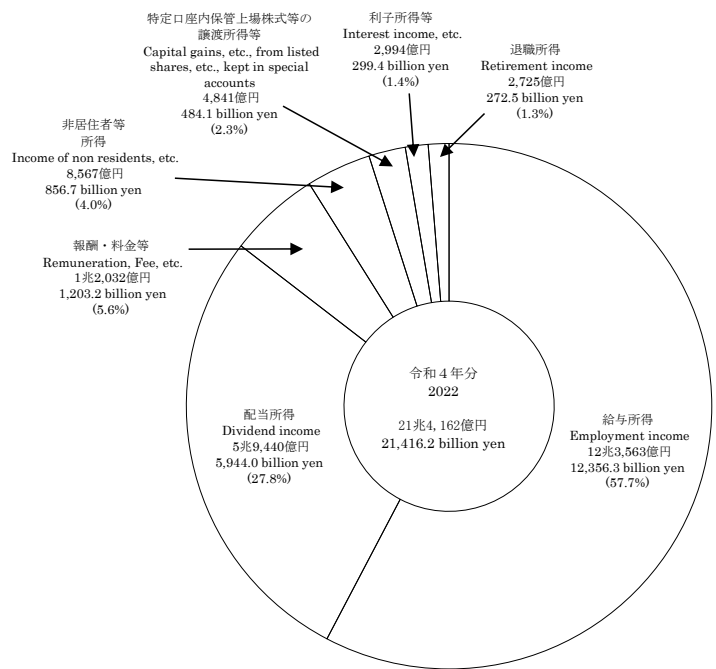 特定口座内保管上場株式等の
譲渡所得等
Capital gains, etc., from listed
shares, etc., kept in special
accounts
4,841億円
484.1 billion yen
(2.3%)
利子所得等
Interest income, etc.
2,994億円
299.4 billion yen
(1.4%)
退職所得
Retirement income
2,725億円
272.5 billion yen
(1.3%)
非居住者等
所得
Income of non residents, etc.
8,567億円
856.7 billion yen
(4.0%)
報酬・料金等
Remuneration, Fee, etc.
1兆2,032億円
1,203.2 billion yen
(5.6%)
配当所得
Dividend income
5兆9,440億円
5,944.0 billion yen
(27.8%)
令和４年分
2022
21兆4,162億円
21,416.2 billion yen
給与所得
Employment income
12兆3,563億円
12,356.3 billion yen
(57.7%)